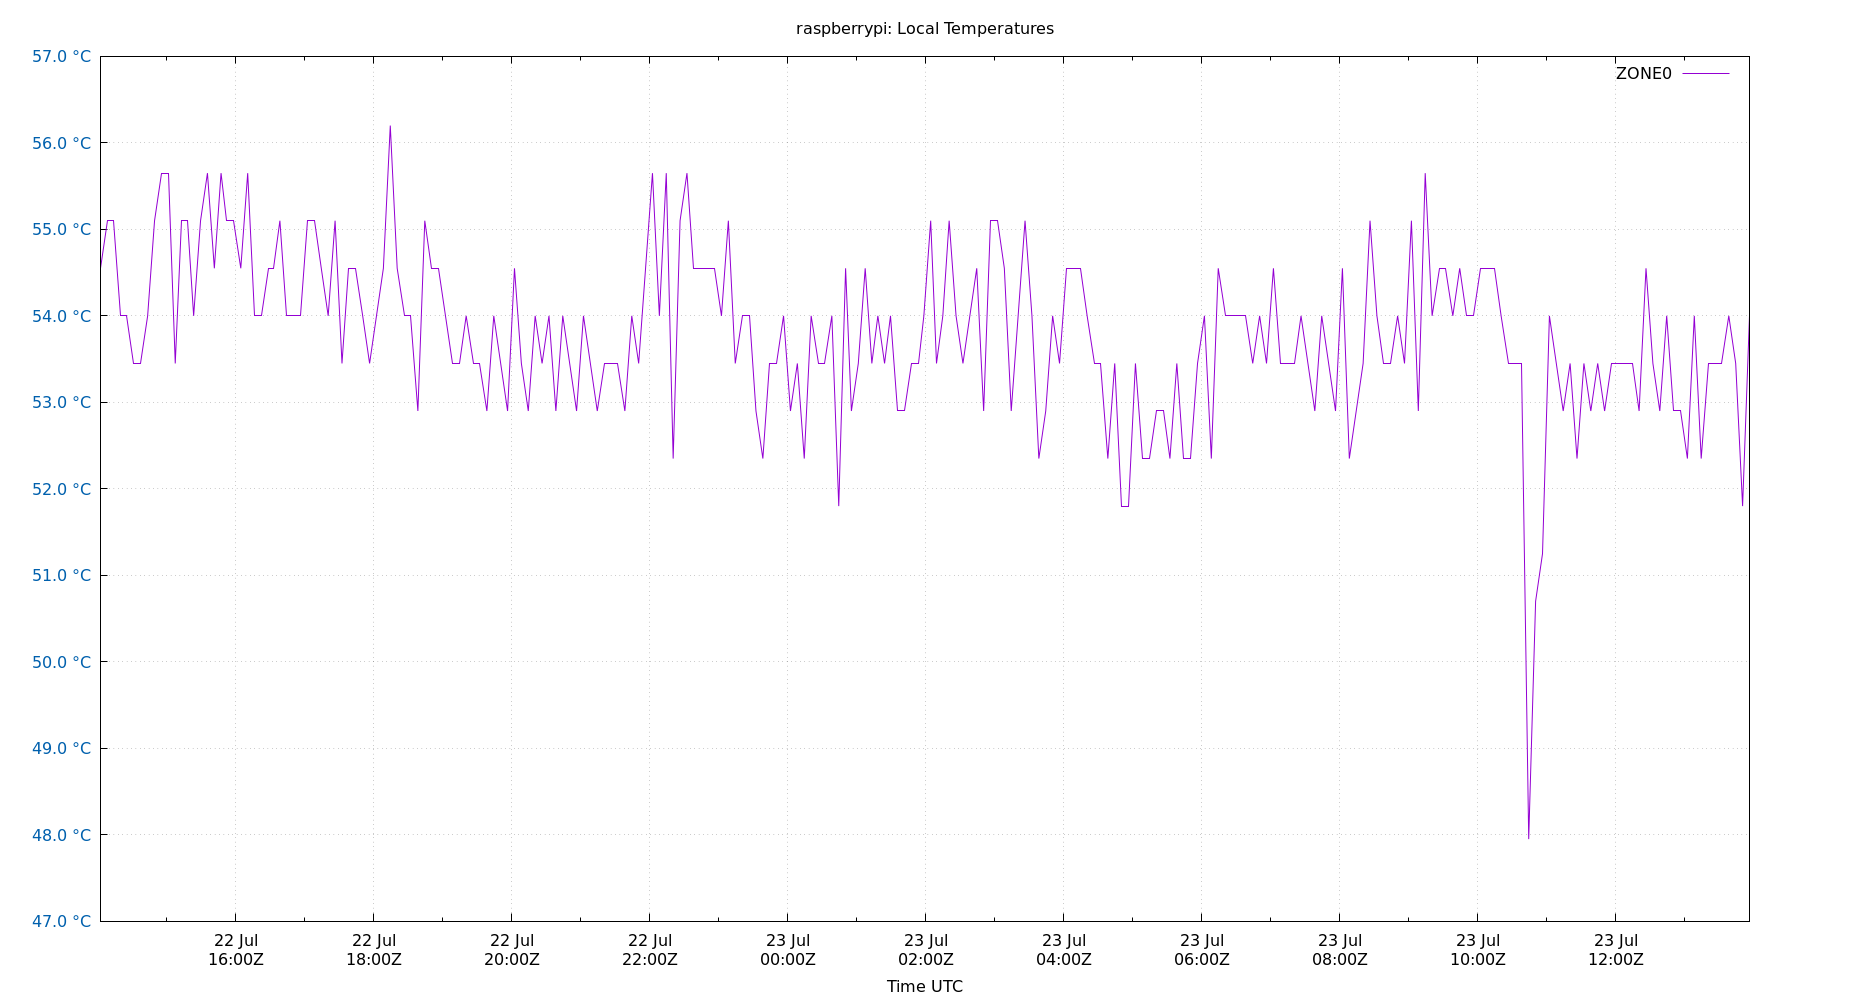 raspberrypi: Local Temperatures
57.0 °C
ZONE0
56.0 °C
55.0 °C
54.0 °C
53.0 °C
52.0 °C
51.0 °C
50.0 °C
49.0 °C
48.0 °C
47.0 °C
22 Jul 22 Jul 22 Jul 22 Jul 23 Jul 23 Jul 23 Jul 23 Jul 23 Jul 23 Jul 23 Jul
16:00Z 18:00Z 20:00Z 22:00Z 00:00Z 02:00Z 04:00Z 06:00Z 08:00Z 10:00Z 12:00Z
Time UTC